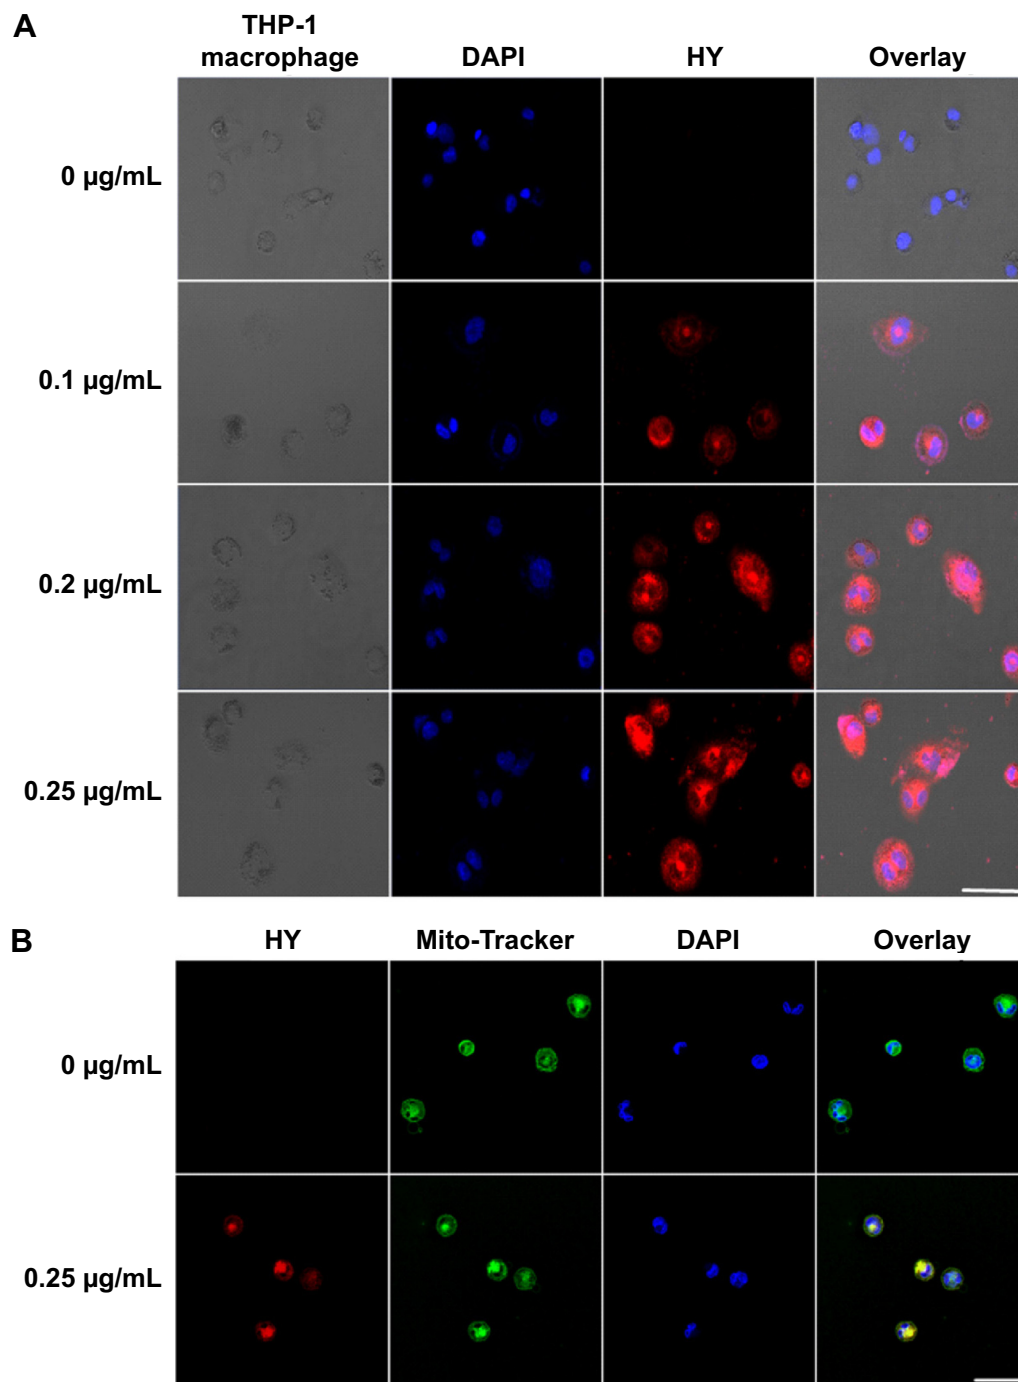 A
THP-1
macrophage
DAPI
HY
Overlay
0 µg/mL
0.1 µg/mL
0.2 µg/mL
0.25 µg/mL
B
HY
Mito-Tracker
DAPI
Overlay
0 µg/mL
0.25 µg/mL